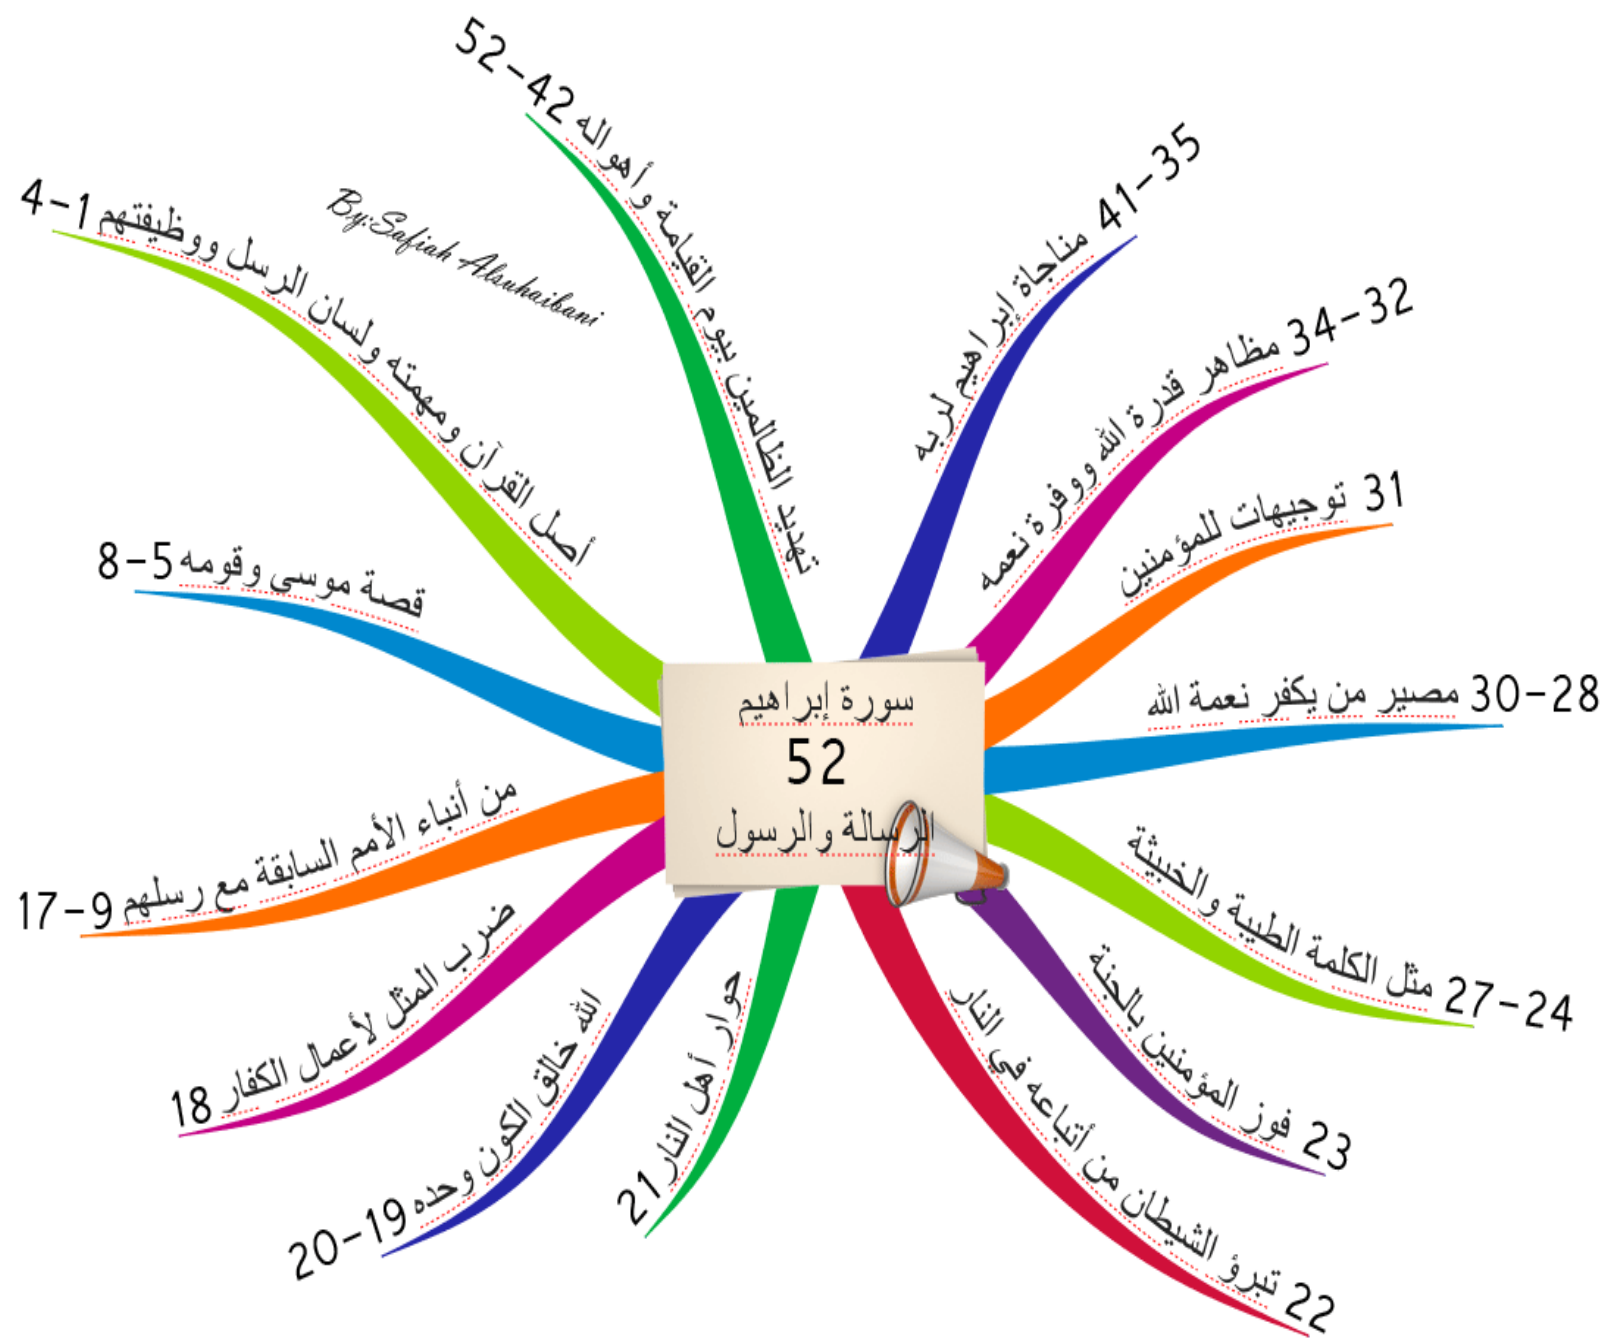 سورة إبراهيم
52
الرسالة والرسول
By:Safiah Alsuhaibani
أصل القرآن ومهمته ولسان الرسل ووظيفتهم 1-4
قصة موسى وقومه 5-8
من أنباء الأمم السابقة مع رسلهم 9-17
ضرب المثل لأعمال الكفار 18
الله خالق الكون وحده 19-20
حوار أهل النار 21
22 تبرؤ الشيطان من أتباعه في النار
23 فوز المؤمنين بالجنة
27-24 مثل الكلمة الطيبة والخبيثة
30-28 مصير من يكفر نعمة الله
31 توجيهات للمؤمنين
34-32 مظاهر قدرة الله ووفرة نعمه
41-35 مناجاة إبراهيم لربه
تهديد الظالمين بيوم القيامة وأهواله 42-52